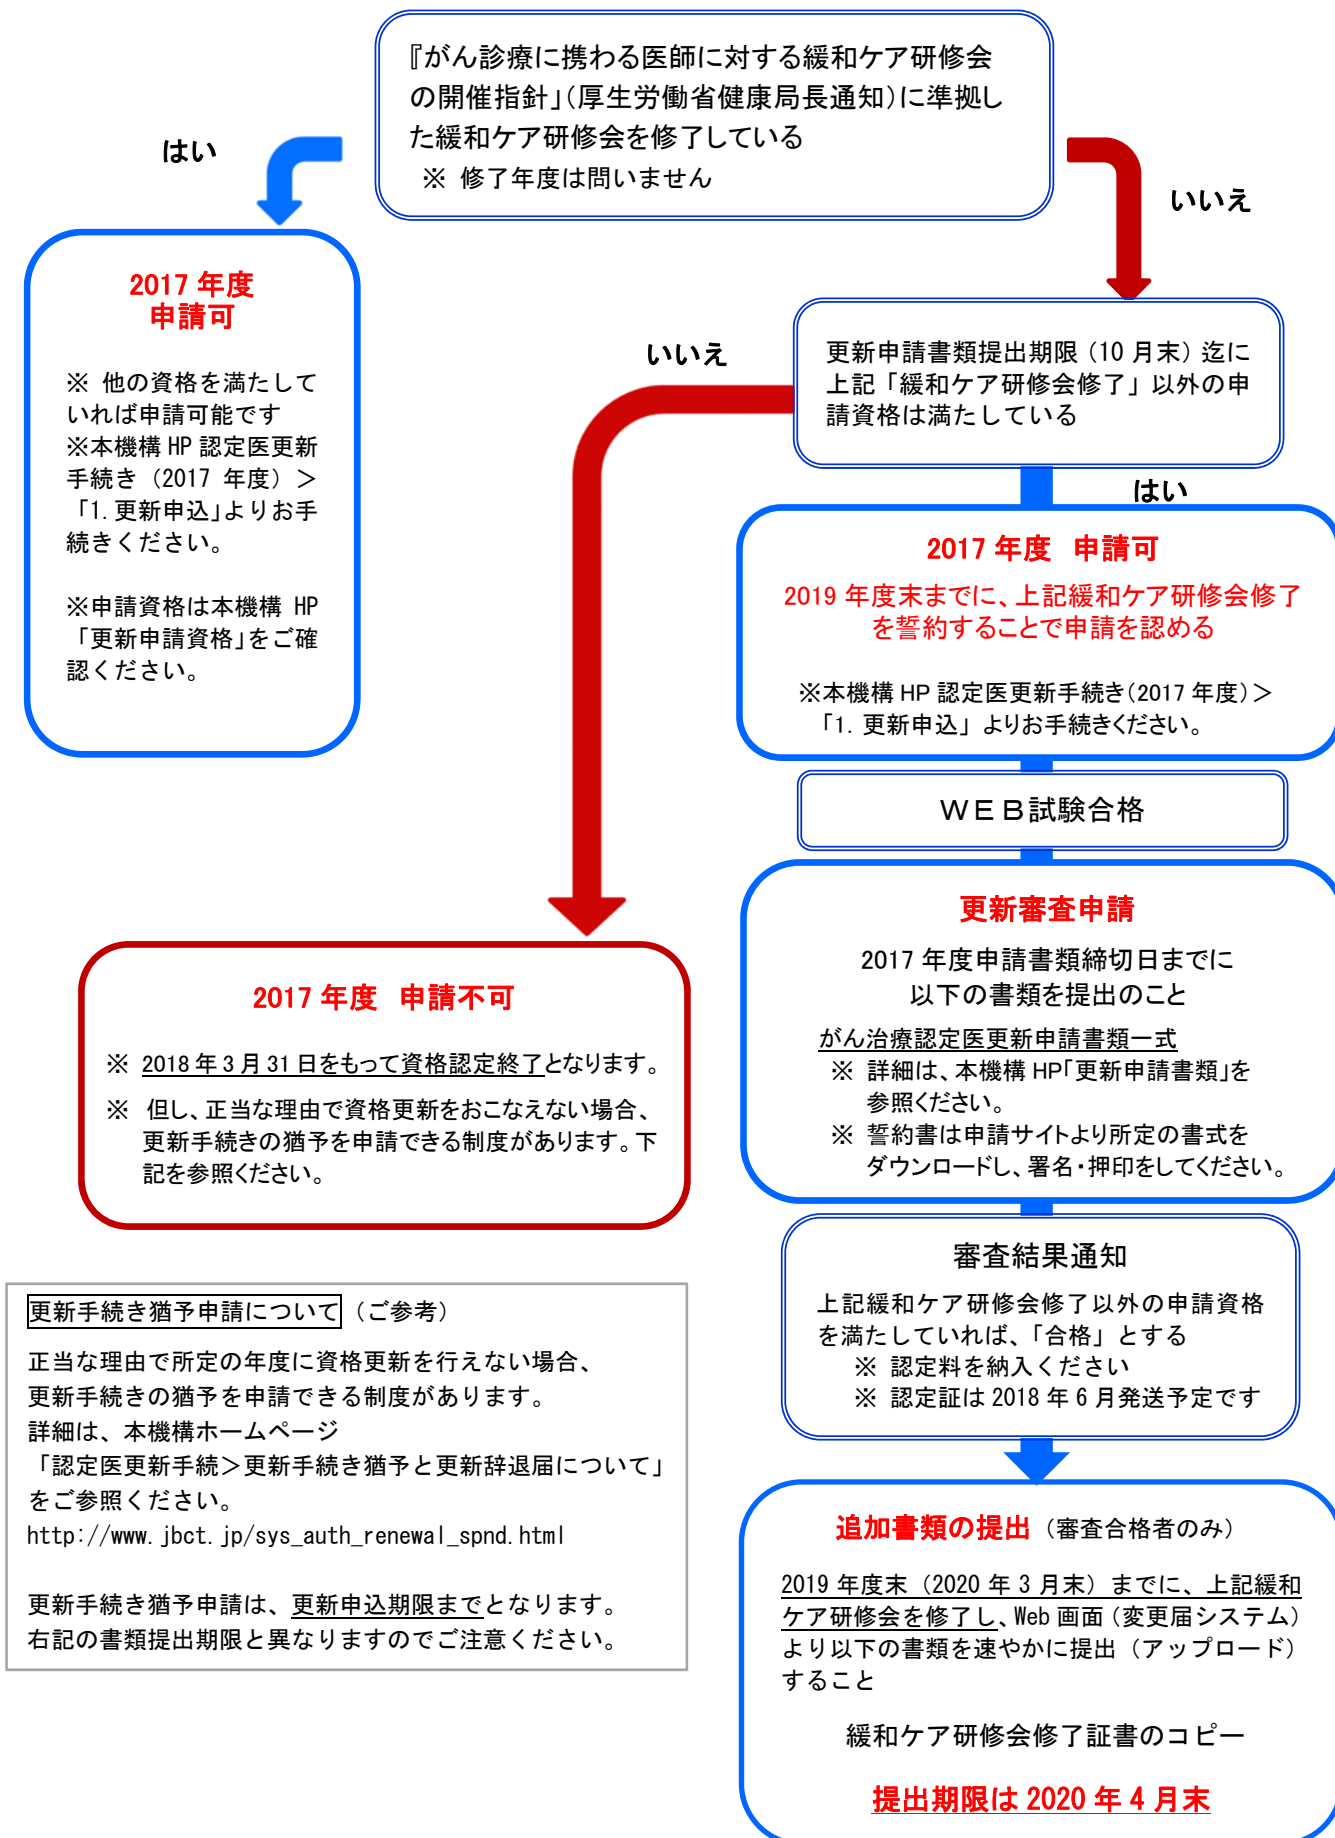 『がん診療に携わる医師に対する緩和ケア研修会
の開催指針」(厚生労働省健康局長通知)に準拠し
た緩和ケア研修会を修了している
※ 修了年度は問いません
はい
いいえ
2017 年度
申請可
※ 他の資格を満たして
いれば申請可能です
※本機構 HP 認定医更新
手続き (2017 年度) ＞
「1. 更新申込」よりお手
続きください。
※申請資格は本機構 HP
「更新申請資格」をご確
認ください。
いいえ
更新申請書類提出期限 (10 月末) 迄に
上記「緩和ケア研修会修了」以外の申
請資格は満たしている
はい
2017 年度 申請可
2019 年度末までに、上記緩和ケア研修会修了
を誓約することで申請を認める
※本機構 HP 認定医更新手続き(2017 年度)＞
「1. 更新申込」よりお手続きください。
ＷＥＢ試験合格
更新審査申請
2017 年度申請書類締切日までに
以下の書類を提出のこと
がん治療認定医更新申請書類一式
※ 詳細は、本機構 HP「更新申請書類」を
参照ください。
※ 誓約書は申請サイトより所定の書式を
ダウンロードし、署名・押印をしてください。
2017 年度 申請不可
※ 2018 年 3 月 31 日をもって資格認定終了となります。
※ 但し、正当な理由で資格更新をおこなえない場合、
更新手続きの猶予を申請できる制度があります。下
記を参照ください。
審査結果通知
上記緩和ケア研修会修了以外の申請資格
を満たしていれば、「合格」とする
※ 認定料を納入ください
※ 認定証は 2018 年 6 月発送予定です
更新手続き猶予申請について (ご参考)
正当な理由で所定の年度に資格更新を行えない場合、
更新手続きの猶予を申請できる制度があります。
詳細は、本機構ホームページ
「認定医更新手続＞更新手続き猶予と更新辞退届について」
をご参照ください。
http://www.jbct.jp/sys_auth_renewal_spnd.html
更新手続き猶予申請は、更新申込期限までとなります。
右記の書類提出期限と異なりますのでご注意ください。
追加書類の提出 (審査合格者のみ)
2019 年度末 (2020 年 3 月末) までに、上記緩和
ケア研修会を修了し、Web 画面(変更届システム)
より以下の書類を速やかに提出 (アップロード)
すること
緩和ケア研修会修了証書のコピー
提出期限は 2020 年 4 月末